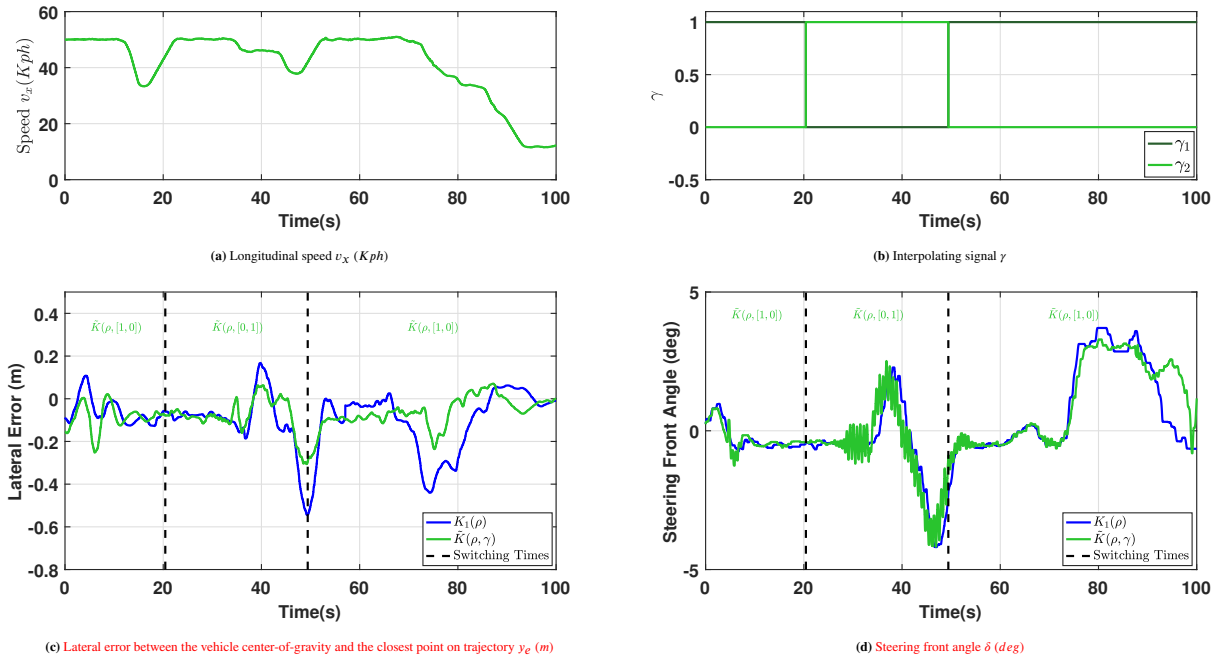 60
40
20
0
Speed v_x(Kph)
0 20 40 60 80 100
Time(s)
(a) Longitudinal speed v_x (Kph)
1
0.5
0
-0.5
γ
γ_1
γ_2
0 20 40 60 80 100
Time(s)
(b) Interpolating signal γ
0.4
0.2
0
-0.2
-0.4
-0.6
-0.8
Lateral Error (m)
K̃(ρ, [1, 0]) K̃(ρ, [0, 1]) K̃(ρ, [1, 0])
K_1(ρ)
K̃(ρ, γ)
Switching Times
0 20 40 60 80 100
Time(s)
(c) Lateral error between the vehicle center-of-gravity and the closest point on trajectory y_e (m)
5
0
-5
Steering Front Angle (deg)
K̃(ρ, [1, 0]) K̃(ρ, [0, 1]) K̃(ρ, [1, 0])
K_1(ρ)
K̃(ρ, γ)
Switching Times
0 20 40 60 80 100
Time(s)
(d) Steering front angle δ (deg)